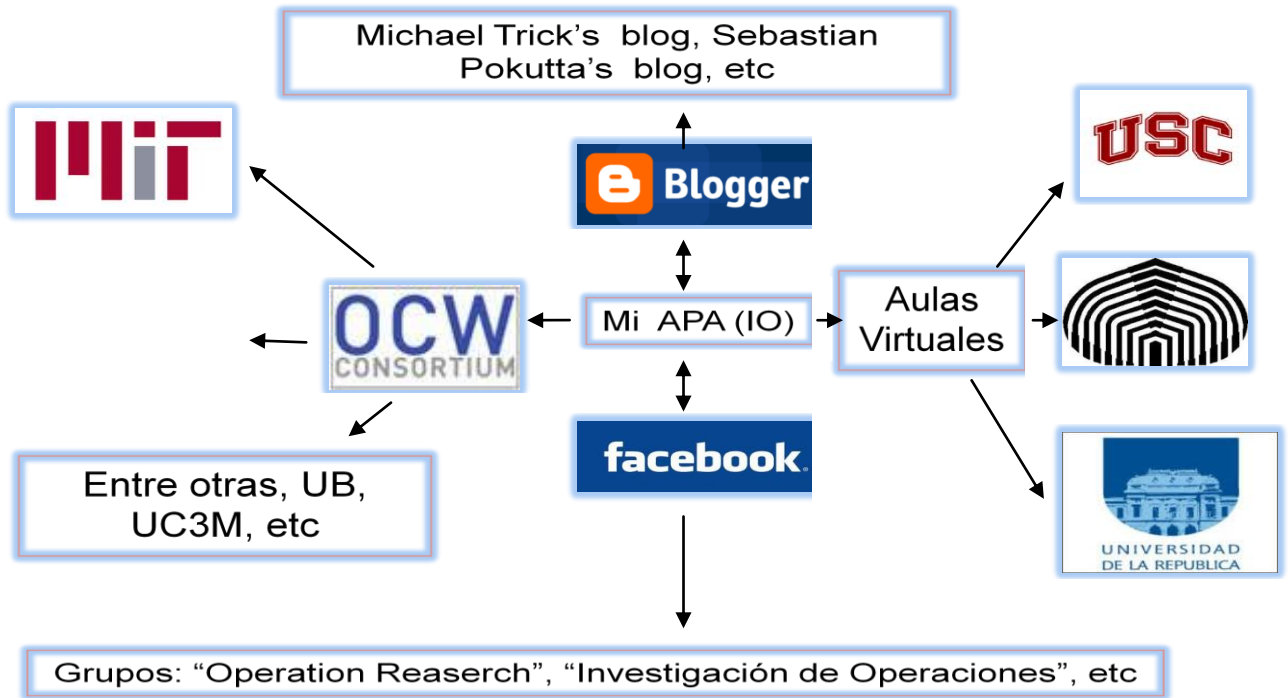 Michael Trick’s blog, Sebastian
Pokutta’s blog, etc
MiT
USC
Blogger
OCW
CONSORTIUM
Mi APA (IO)
Aulas
Virtuales
facebook.
Entre otras, UB,
UC3M, etc
UNIVERSIDAD
DE LA REPUBLICA
Grupos: “Operation Reaserch”, “Investigación de Operaciones”, etc